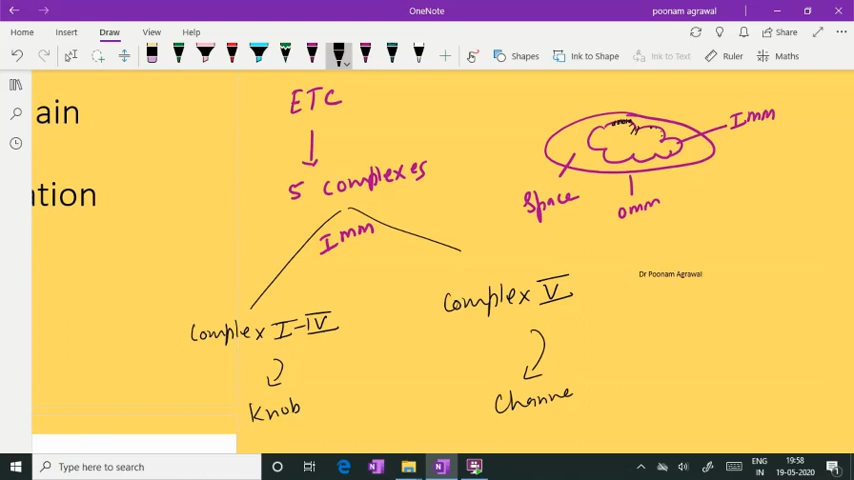 OneNote
poonam agrawal
Home Insert Draw View Help
Share
Shapes Ink to Shape Ink to Text Ruler Maths
ain
ation
ETC
5 complexes
Imm
Imm
Space
omm
Dr Poonam Agrawal
Complex I-IV
Complex V
Knob
Channe
Type here to search
ENG
IN
19:58
19-05-2020
1